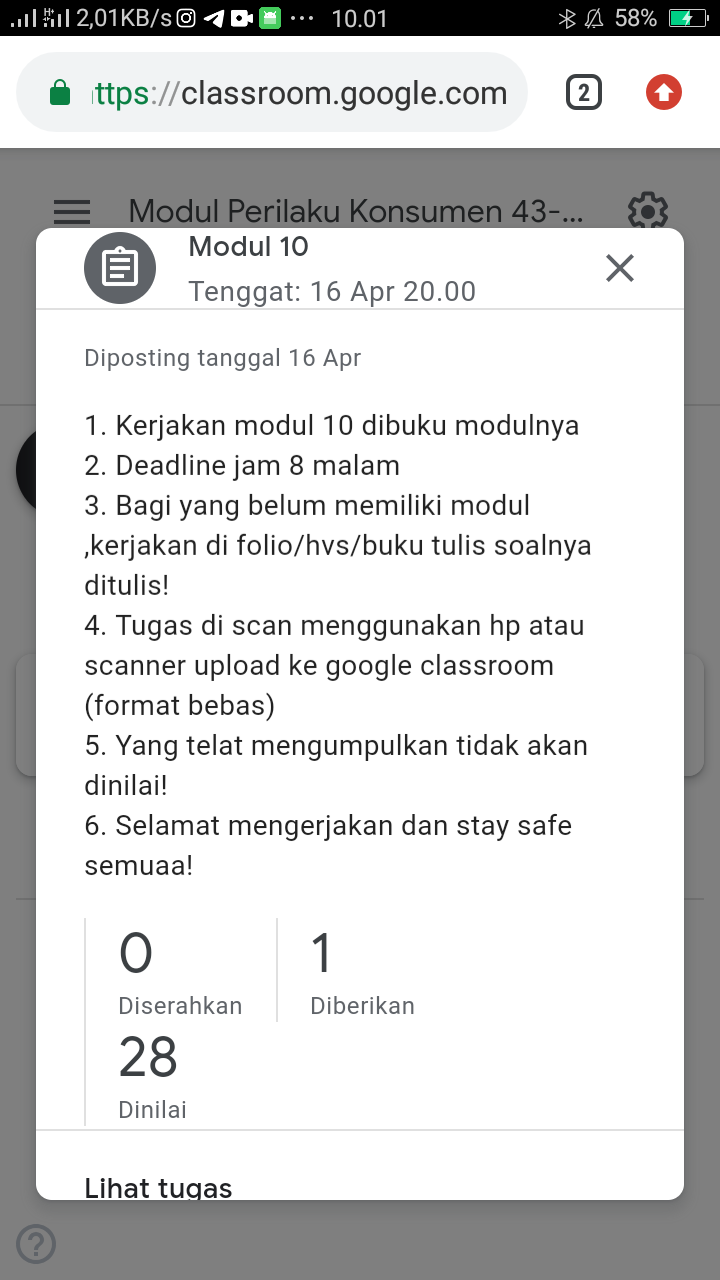 2,01KB/s ... 10.01 58%
ttps://classroom.google.com 2
Modul Perilaku Konsumen 43-...
Modul 10
Tenggat: 16 Apr 20.00
Diposting tanggal 16 Apr
1. Kerjakan modul 10 dibuku modulnya
2. Deadline jam 8 malam
3. Bagi yang belum memiliki modul
,kerjakan di folio/hvs/buku tulis soalnya
ditulis!
4. Tugas di scan menggunakan hp atau
scanner upload ke google classroom
(format bebas)
5. Yang telat mengumpulkan tidak akan
dinilai!
6. Selamat mengerjakan dan stay safe
semuaa!
0 1
Diserahkan Diberikan
28
Dinilai
Lihat tugas
?